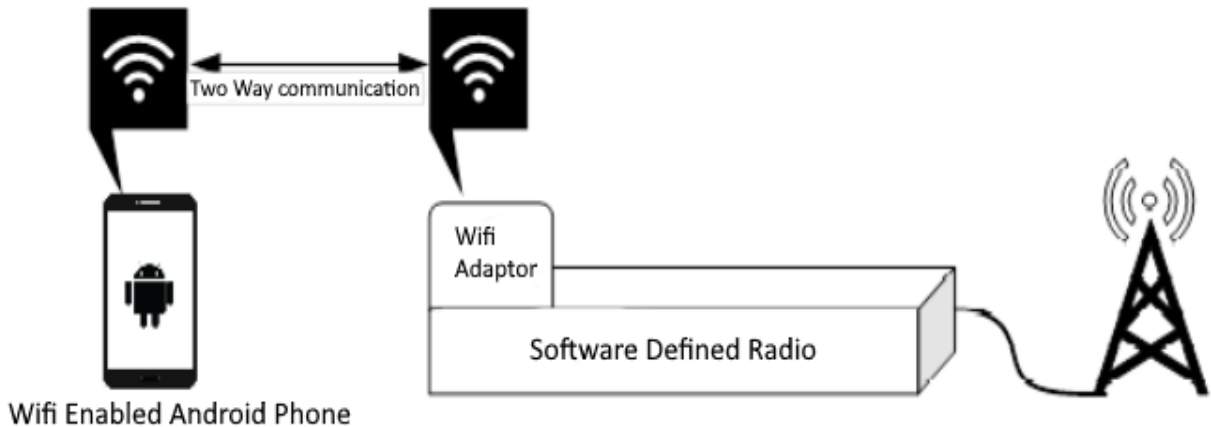 Two Way communication
Wifi
Adaptor
Software Defined Radio
Wifi Enabled Android Phone